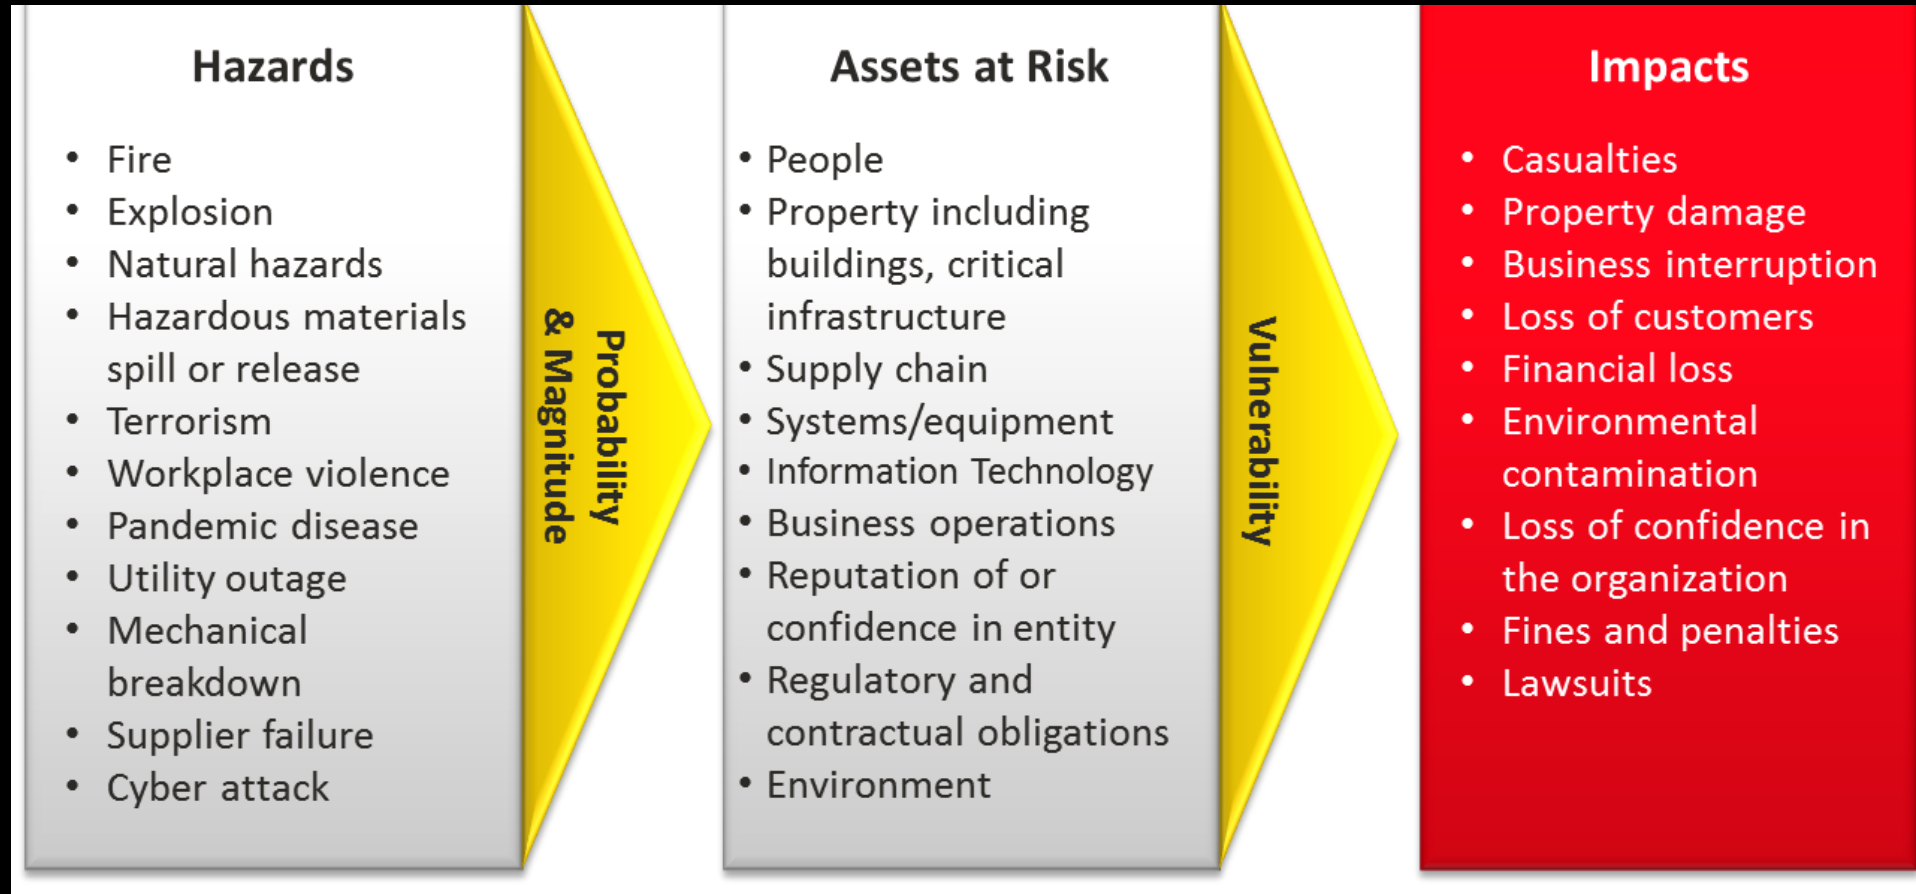 Hazards
• Fire
• Explosion
• Natural hazards
• Hazardous materials
spill or release
• Terrorism
• Workplace violence
• Pandemic disease
• Utility outage
• Mechanical
breakdown
• Supplier failure
• Cyber attack
Probability
& Magnitude
Assets at Risk
• People
• Property including
buildings, critical
infrastructure
• Supply chain
• Systems/equipment
• Information Technology
• Business operations
• Reputation of or
confidence in entity
• Regulatory and
contractual obligations
• Environment
Vulnerability
Impacts
• Casualties
• Property damage
• Business interruption
• Loss of customers
• Financial loss
• Environmental
contamination
• Loss of confidence in
the organization
• Fines and penalties
• Lawsuits